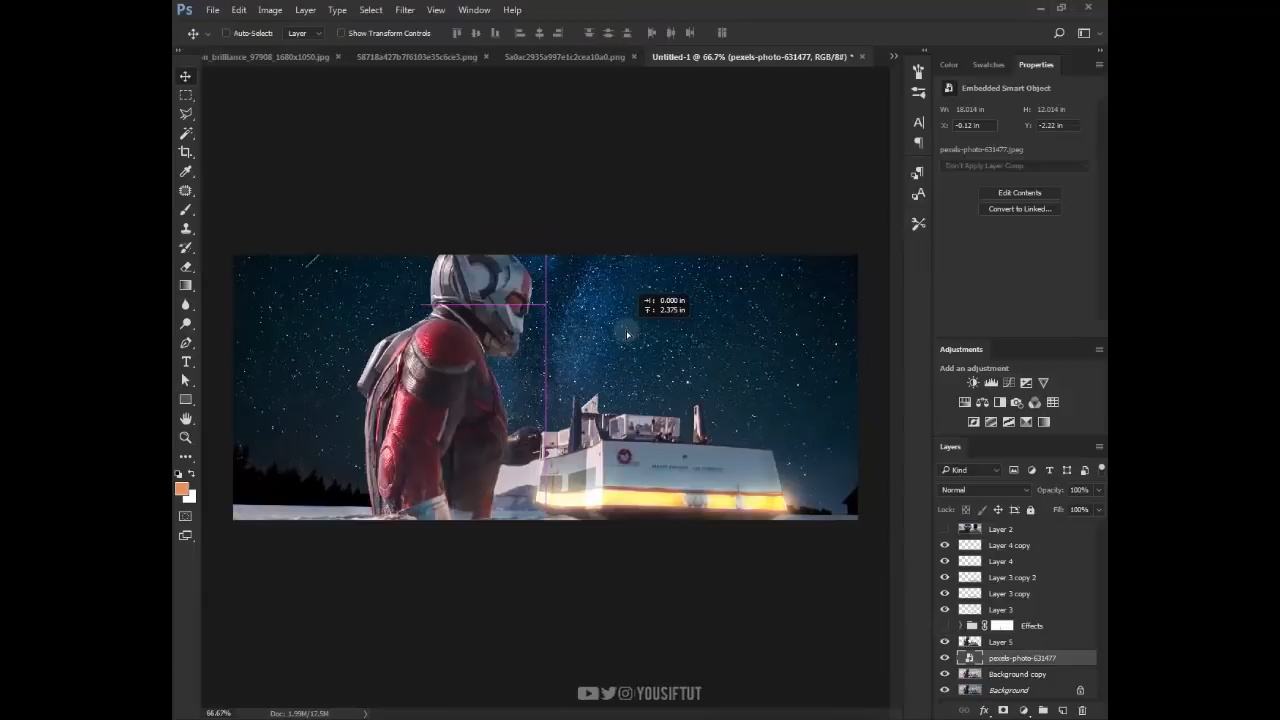 Ps File Edit Image Layer Type Select Filter View Window Help
Auto-Select: Layer Show Transform Controls
n_brilliance_97908_1680x1050.jpg × 58718a427b7f6103e35c6ce3.png × 5a0ac2935a997e1c2cea10a0.png × Untitled-1 @ 66.7% (pexels-photo-631477, RGB/8#) * ×
Color Swatches Properties
Embedded Smart Object
W: 18.014 in H: 12.014 in
X: -0.12 in Y: -2.22 in
pexels-photo-631477.jpeg
Don't Apply Layer Comp
Edit Contents
Convert to Linked...
0.000 in
2.375 in
Adjustments
Add an adjustment
Layers
Kind
Normal Opacity: 100%
Lock: Fill: 100%
Layer 2
Layer 4 copy
Layer 4
Layer 3 copy 2
Layer 3 copy
Layer 3
Effects
Layer 5
pexels-photo-631477
Background copy
Background
YOUSIFTUT
66.67% Doc: 1.99M/17.5M